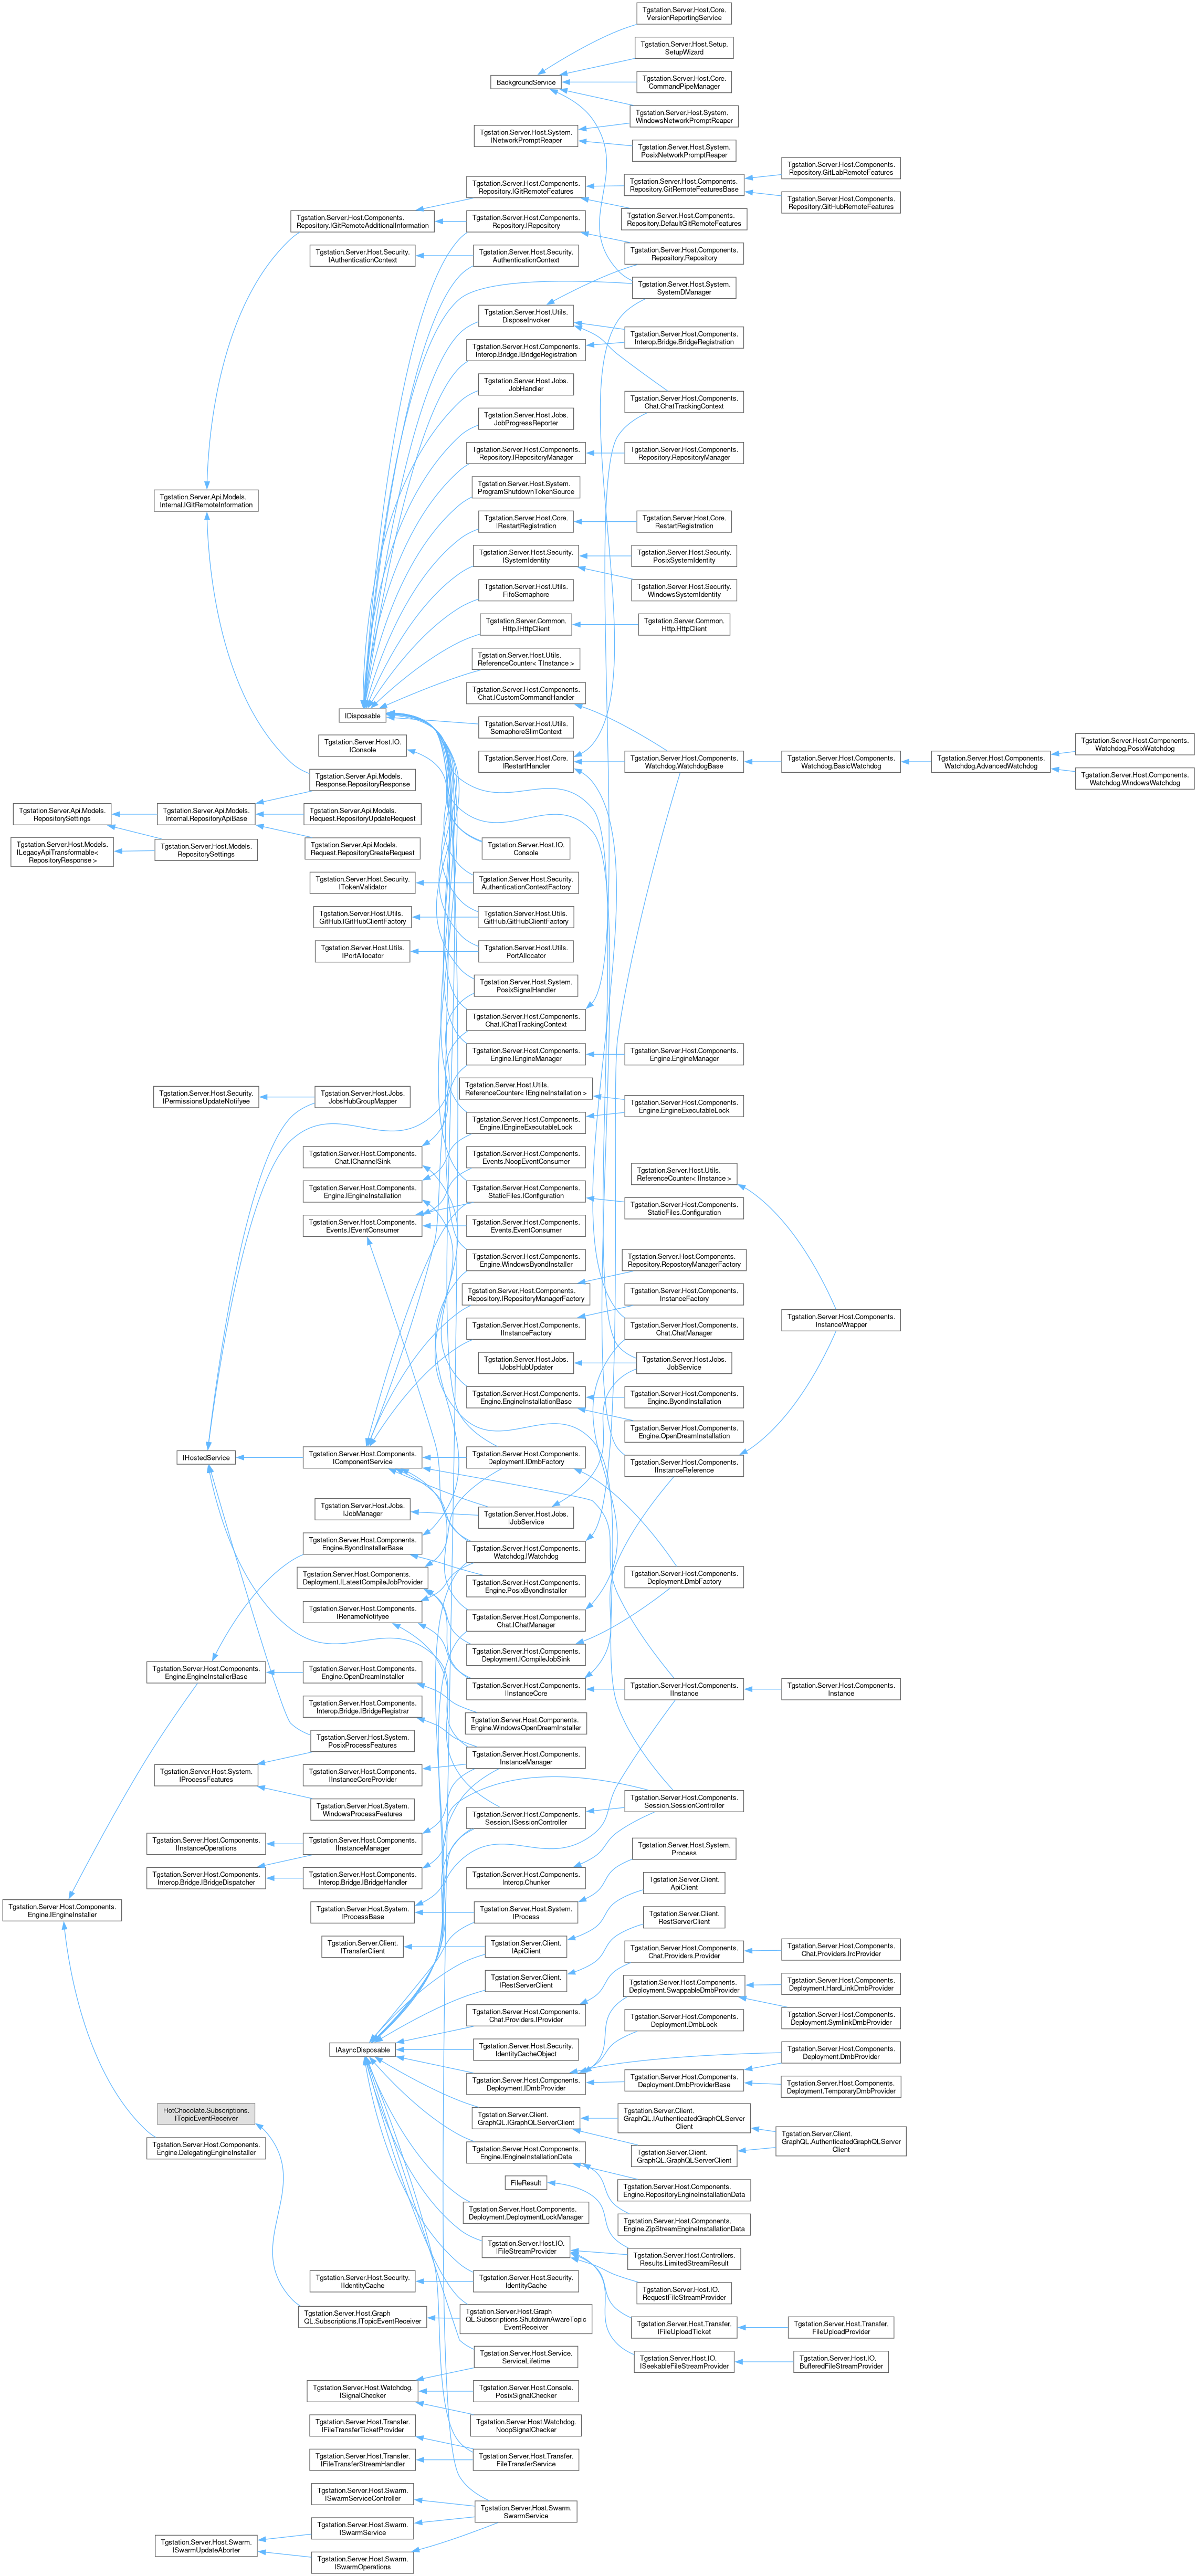 Tgstation.Server.Host.Core.
VersionReportingService
Tgstation.Server.Host.Setup.
SetupWizard
BackgroundService
Tgstation.Server.Host.Core.
CommandPipeManager
Tgstation.Server.Host.System.
WindowsNetworkPromptReaper
Tgstation.Server.Host.System.
INetworkPromptReaper
Tgstation.Server.Host.System.
PosixNetworkPromptReaper
Tgstation.Server.Host.Components.
Repository.GitLabRemoteFeatures
Tgstation.Server.Host.Components.
Repository.IGitRemoteFeatures
Tgstation.Server.Host.Components.
Repository.GitRemoteFeaturesBase
Tgstation.Server.Host.Components.
Repository.GitHubRemoteFeatures
Tgstation.Server.Host.Components.
Repository.IGitRemoteAdditionalInformation
Tgstation.Server.Host.Components.
Repository.IRepository
Tgstation.Server.Host.Components.
Repository.DefaultGitRemoteFeatures
Tgstation.Server.Host.Security.
IAuthenticationContext
Tgstation.Server.Host.Security.
AuthenticationContext
Tgstation.Server.Host.Components.
Repository.Repository
Tgstation.Server.Host.System.
SystemDManager
Tgstation.Server.Host.Utils.
DisposeInvoker
Tgstation.Server.Host.Components.
Interop.Bridge.BridgeRegistration
Tgstation.Server.Host.Components.
Interop.Bridge.IBridgeRegistration
Tgstation.Server.Host.Jobs.
JobHandler
Tgstation.Server.Host.Components.
Chat.ChatTrackingContext
Tgstation.Server.Host.Jobs.
JobProgressReporter
Tgstation.Server.Host.Components.
Repository.IRepositoryManager
Tgstation.Server.Host.Components.
Repository.RepositoryManager
Tgstation.Server.Host.System.
ProgramShutdownTokenSource
Tgstation.Server.Api.Models.
Internal.IGitRemoteInformation
Tgstation.Server.Host.Core.
IRestartRegistration
Tgstation.Server.Host.Core.
RestartRegistration
Tgstation.Server.Host.Security.
ISystemIdentity
Tgstation.Server.Host.Security.
PosixSystemIdentity
Tgstation.Server.Host.Utils.
FifoSemaphore
Tgstation.Server.Host.Security.
WindowsSystemIdentity
Tgstation.Server.Common.
Http.IHttpClient
Tgstation.Server.Common.
Http.HttpClient
Tgstation.Server.Host.Utils.
ReferenceCounter< TInstance >
Tgstation.Server.Host.Components.
Chat.ICustomCommandHandler
IDisposable
Tgstation.Server.Host.Utils.
SemaphoreSlimContext
Tgstation.Server.Host.IO.
IConsole
Tgstation.Server.Host.Core.
IRestartHandler
Tgstation.Server.Host.Components.
Watchdog.WatchdogBase
Tgstation.Server.Host.Components.
Watchdog.BasicWatchdog
Tgstation.Server.Host.Components.
Watchdog.AdvancedWatchdog
Tgstation.Server.Host.Components.
Watchdog.PosixWatchdog
Tgstation.Server.Host.Components.
Watchdog.WindowsWatchdog
Tgstation.Server.Api.Models.
Response.RepositoryResponse
Tgstation.Server.Api.Models.
RepositorySettings
Tgstation.Server.Api.Models.
Internal.RepositoryApiBase
Tgstation.Server.Api.Models.
Request.RepositoryUpdateRequest
Tgstation.Server.Host.Models.
ILegacyApiTransformable<
RepositoryResponse >
Tgstation.Server.Host.Models.
RepositorySettings
Tgstation.Server.Api.Models.
Request.RepositoryCreateRequest
Tgstation.Server.Host.IO.
Console
Tgstation.Server.Host.Security.
ITokenValidator
Tgstation.Server.Host.Security.
AuthenticationContextFactory
Tgstation.Server.Host.Utils.
GitHub.IGitHubClientFactory
Tgstation.Server.Host.Utils.
GitHub.GitHubClientFactory
Tgstation.Server.Host.Utils.
IPortAllocator
Tgstation.Server.Host.Utils.
PortAllocator
Tgstation.Server.Host.System.
PosixSignalHandler
Tgstation.Server.Host.Components.
Chat.IChatTrackingContext
Tgstation.Server.Host.Components.
Engine.IEngineManager
Tgstation.Server.Host.Components.
Engine.EngineManager
Tgstation.Server.Host.Security.
IPermissionsUpdateNotifyee
Tgstation.Server.Host.Jobs.
JobsHubGroupMapper
Tgstation.Server.Host.Utils.
ReferenceCounter< IEngineInstallation >
Tgstation.Server.Host.Components.
Engine.EngineExecutableLock
Tgstation.Server.Host.Components.
Engine.IEngineExecutableLock
Tgstation.Server.Host.Components.
Chat.IChannelSink
Tgstation.Server.Host.Components.
Events.NoopEventConsumer
Tgstation.Server.Host.Utils.
ReferenceCounter< IInstance >
Tgstation.Server.Host.Components.
Engine.IEngineInstallation
Tgstation.Server.Host.Components.
StaticFiles.IConfiguration
Tgstation.Server.Host.Components.
StaticFiles.Configuration
Tgstation.Server.Host.Components.
Events.IEventConsumer
Tgstation.Server.Host.Components.
Events.EventConsumer
Tgstation.Server.Host.Components.
Engine.WindowsByondInstaller
Tgstation.Server.Host.Components.
Repository.RepostoryManagerFactory
Tgstation.Server.Host.Components.
Repository.IRepositoryManagerFactory
Tgstation.Server.Host.Components.
InstanceFactory
Tgstation.Server.Host.Components.
IInstanceFactory
Tgstation.Server.Host.Components.
Chat.ChatManager
Tgstation.Server.Host.Components.
InstanceWrapper
Tgstation.Server.Host.Jobs.
IJobsHubUpdater
Tgstation.Server.Host.Jobs.
JobService
Tgstation.Server.Host.Components.
Engine.EngineInstallationBase
Tgstation.Server.Host.Components.
Engine.ByondInstallation
Tgstation.Server.Host.Components.
Engine.OpenDreamInstallation
IHostedService
Tgstation.Server.Host.Components.
IComponentService
Tgstation.Server.Host.Components.
Deployment.IDmbFactory
Tgstation.Server.Host.Components.
IInstanceReference
Tgstation.Server.Host.Jobs.
IJobManager
Tgstation.Server.Host.Jobs.
IJobService
Tgstation.Server.Host.Components.
Engine.ByondInstallerBase
Tgstation.Server.Host.Components.
Watchdog.IWatchdog
Tgstation.Server.Host.Components.
Deployment.ILatestCompileJobProvider
Tgstation.Server.Host.Components.
Engine.PosixByondInstaller
Tgstation.Server.Host.Components.
Deployment.DmbFactory
Tgstation.Server.Host.Components.
IRenameNotifyee
Tgstation.Server.Host.Components.
Chat.IChatManager
Tgstation.Server.Host.Components.
Deployment.ICompileJobSink
Tgstation.Server.Host.Components.
Engine.EngineInstallerBase
Tgstation.Server.Host.Components.
Engine.OpenDreamInstaller
Tgstation.Server.Host.Components.
IInstanceCore
Tgstation.Server.Host.Components.
IInstance
Tgstation.Server.Host.Components.
Instance
Tgstation.Server.Host.Components.
Interop.Bridge.IBridgeRegistrar
Tgstation.Server.Host.Components.
Engine.WindowsOpenDreamInstaller
Tgstation.Server.Host.System.
PosixProcessFeatures
Tgstation.Server.Host.Components.
InstanceManager
Tgstation.Server.Host.System.
IProcessFeatures
Tgstation.Server.Host.Components.
IInstanceCoreProvider
Tgstation.Server.Host.System.
WindowsProcessFeatures
Tgstation.Server.Host.Components.
Session.ISessionController
Tgstation.Server.Host.Components.
Session.SessionController
Tgstation.Server.Host.Components.
IInstanceOperations
Tgstation.Server.Host.Components.
IInstanceManager
Tgstation.Server.Host.System.
Process
Tgstation.Server.Host.Components.
Interop.Bridge.IBridgeDispatcher
Tgstation.Server.Host.Components.
Interop.Bridge.IBridgeHandler
Tgstation.Server.Host.Components.
Interop.Chunker
Tgstation.Server.Client.
ApiClient
Tgstation.Server.Host.Components.
Engine.IEngineInstaller
Tgstation.Server.Host.System.
IProcessBase
Tgstation.Server.Host.System.
IProcess
Tgstation.Server.Client.
RestServerClient
Tgstation.Server.Client.
ITransferClient
Tgstation.Server.Client.
IApiClient
Tgstation.Server.Host.Components.
Chat.Providers.Provider
Tgstation.Server.Host.Components.
Chat.Providers.IrcProvider
Tgstation.Server.Client.
IRestServerClient
Tgstation.Server.Host.Components.
Deployment.SwappableDmbProvider
Tgstation.Server.Host.Components.
Deployment.HardLinkDmbProvider
Tgstation.Server.Host.Components.
Chat.Providers.IProvider
Tgstation.Server.Host.Components.
Deployment.DmbLock
Tgstation.Server.Host.Components.
Deployment.SymlinkDmbProvider
IAsyncDisposable
Tgstation.Server.Host.Security.
IdentityCacheObject
Tgstation.Server.Host.Components.
Deployment.DmbProvider
Tgstation.Server.Host.Components.
Deployment.IDmbProvider
Tgstation.Server.Host.Components.
Deployment.DmbProviderBase
Tgstation.Server.Host.Components.
Deployment.TemporaryDmbProvider
HotChocolate.Subscriptions.
ITopicEventReceiver
Tgstation.Server.Client.
GraphQL.IGraphQLServerClient
Tgstation.Server.Client.
GraphQL.IAuthenticatedGraphQLServer
Client
Tgstation.Server.Client.
GraphQL.AuthenticatedGraphQLServer
Client
Tgstation.Server.Host.Components.
Engine.DelegatingEngineInstaller
Tgstation.Server.Host.Components.
Engine.IEngineInstallationData
Tgstation.Server.Client.
GraphQL.GraphQLServerClient
FileResult
Tgstation.Server.Host.Components.
Engine.RepositoryEngineInstallationData
Tgstation.Server.Host.Components.
Deployment.DeploymentLockManager
Tgstation.Server.Host.Components.
Engine.ZipStreamEngineInstallationData
Tgstation.Server.Host.IO.
IFileStreamProvider
Tgstation.Server.Host.Controllers.
Results.LimitedStreamResult
Tgstation.Server.Host.Security.
IIdentityCache
Tgstation.Server.Host.Security.
IdentityCache
Tgstation.Server.Host.IO.
RequestFileStreamProvider
Tgstation.Server.Host.Graph
QL.Subscriptions.ITopicEventReceiver
Tgstation.Server.Host.Graph
QL.Subscriptions.ShutdownAwareTopic
EventReceiver
Tgstation.Server.Host.Transfer.
IFileUploadTicket
Tgstation.Server.Host.Transfer.
FileUploadProvider
Tgstation.Server.Host.Service.
ServiceLifetime
Tgstation.Server.Host.IO.
ISeekableFileStreamProvider
Tgstation.Server.Host.IO.
BufferedFileStreamProvider
Tgstation.Server.Host.Watchdog.
ISignalChecker
Tgstation.Server.Host.Console.
PosixSignalChecker
Tgstation.Server.Host.Transfer.
IFileTransferTicketProvider
Tgstation.Server.Host.Watchdog.
NoopSignalChecker
Tgstation.Server.Host.Transfer.
IFileTransferStreamHandler
Tgstation.Server.Host.Transfer.
FileTransferService
Tgstation.Server.Host.Swarm.
ISwarmServiceController
Tgstation.Server.Host.Swarm.
SwarmService
Tgstation.Server.Host.Swarm.
ISwarmService
Tgstation.Server.Host.Swarm.
ISwarmUpdateAborter
Tgstation.Server.Host.Swarm.
ISwarmOperations